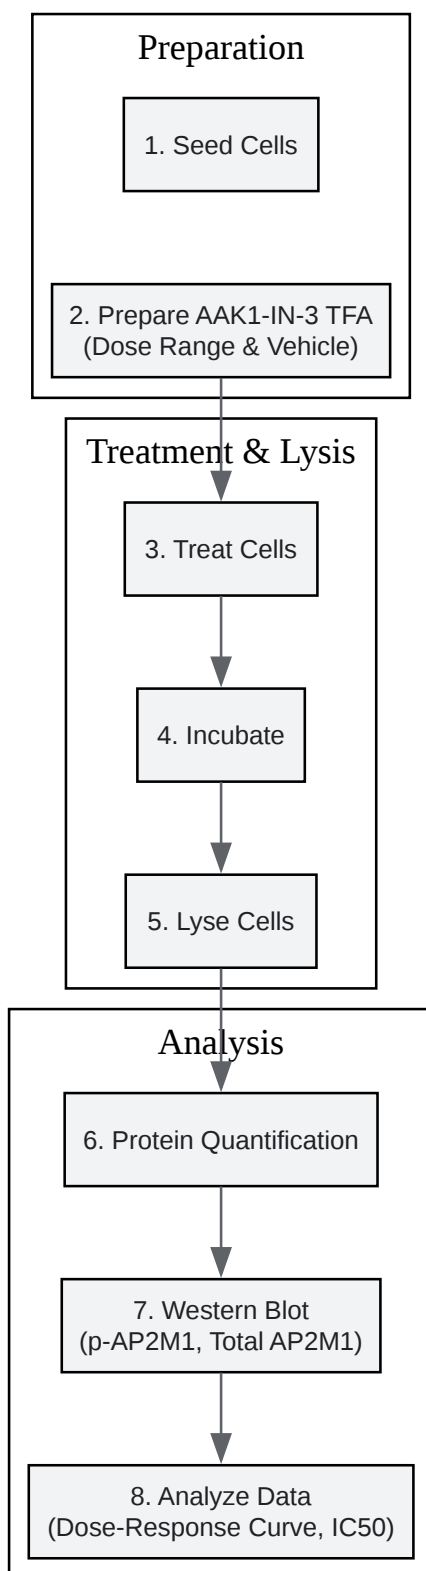 Preparation
1. Seed Cells
2. Prepare AAK1-IN-3 TFA
(Dose Range & Vehicle)
Treatment & Lysis
3. Treat Cells
4. Incubate
5. Lyse Cells
Analysis
6. Protein Quantification
7. Western Blot
(p-AP2M1, Total AP2M1)
8. Analyze Data
(Dose-Response Curve, IC50)